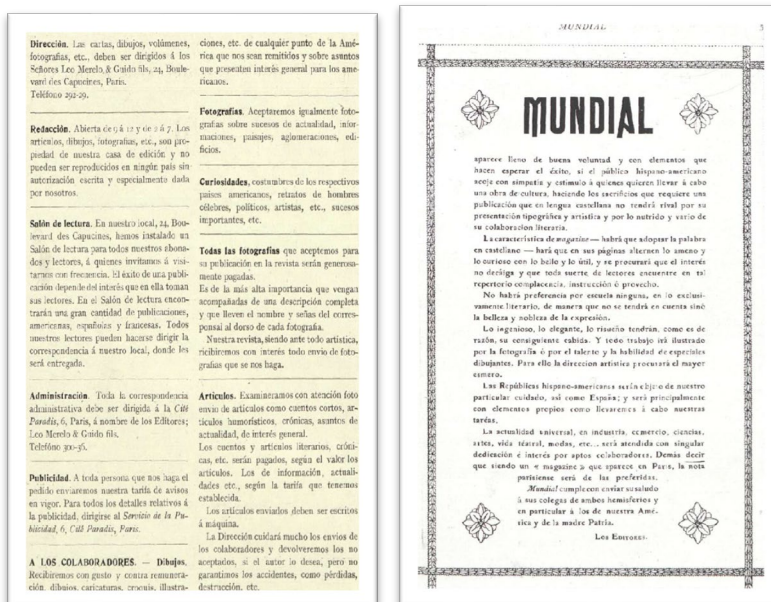 Dirección. Las cartas, dibujos, volúmenes,
fotografías, etc., deben ser dirigidos á los
Señores Leo Merelo & Guido fils, 24, Boule-
vard des Capucines, Paris.
Teléfono 292-29.
Redacción. Abierta de 9 á 12 y de 2 á 7. Los
artículos, dibujos, fotografías, etc., son pro-
piedad de nuestra casa de edición y no
pueden ser reproducidos en ningún país sin
autorización escrita y especialmente dada
por nosotros.
Salón de lectura. En nuestro local, 24, Bou-
levard des Capucines, hemos instalado un
Salón de lectura para todos nuestros abona-
dos y lectores, á quienes invitamos á visi-
tarnos con frecuencia. El éxito de una publi-
cación depende del interés que en ella toman
sus lectores. En el Salón de lectura encon-
trarán una gran cantidad de publicaciones,
americanas, españolas y francesas. Todos
nuestros lectores pueden hacerse dirigir la
correspondencia á nuestro local, donde les
será entregada.
Administración. Toda la correspondencia
administrativa debe ser dirigida á la Cité
Paradis, 6, Paris, á nombre de los Editores;
Leo Merelo & Guido fils.
Teléfono 300-36.
Publicidad. A toda persona que nos haga el
pedido enviaremos nuestra tarifa de avisos
en vigor. Para todos los detalles relativos á
la publicidad, dirigirse al Servicio de la Pu-
blicidad, 6, Cité Paradis, Paris.
A LOS COLABORADORES. — Dibujos.
Recibiremos con gusto y contra remunera-
ción, dibujos, caricaturas, croquis, illustra-
ciones, etc. de cualquier punto de la Amé-
rica que nos sean remitidos y sobre asuntos
que presenten interés general para los ame-
ricanos.
Fotografías. Aceptaremos igualmente foto-
grafías sobre sucesos de actualidad, infor-
maciones, paisajes, aglomeraciones, edi-
ficios.
Curiosidades, costumbres de los respectivos
países americanos, retratos de hombres
célebres, políticos, artistas, etc., sucesos
importantes, etc.
Todas las fotografías que aceptemos para
su publicación en la revista serán generosa-
mente pagadas.
Es de la más alta importancia que vengan
acompañadas de una descripción completa
y que lleven el nombre y señas del corres-
ponsal al dorso de cada fotografía.
Nuestra revista, siendo ante todo artística,
recibiremos con interés todo envío de foto-
grafías que se nos haga.
Artículos. Examinaremos con atención todo
envío de artículos como cuentos cortos, ar-
tículos humorísticos, crónicas, asuntos de
actualidad, de interés general.
Los cuentos y artículos literarios, cróni-
cas, etc. serán pagados, según el valor los
artículos. Los de información, actuali-
dades etc., según la tarifa que tenemos
establecida.
Los artículos enviados deben ser escritos
á máquina.
La Dirección cuidará mucho los envíos de
los colaboradores y devolveremos los no
aceptados, si el autor lo desea, pero no
garantimos los accidentes, como pérdidas,
destrucción, etc.
MUNDIAL
MUNDIAL
aparece lleno de buena voluntad y con elementos que
hacen esperar el éxito, si el público hispano-americano
acoje con simpatía y estímulo á quienes quieren llevar á cabo
una obra de cultura, haciendo los sacrificios que requiere una
publicación que en lengua castellana no tendrá rival por su
presentación tipográfica y artística y por lo nutrido y vario de
su colaboracion literaria.
La característica de magazine — habrá que adoptar la palabra
en castellano — hará que en sus páginas alternen lo ameno y
lo curioso con lo bello y lo útil, y se procurará que el interés
no decaiga y que toda suerte de lectores encuentre en tal
repertorio complacencia, instrucción ó provecho.
No habrá preferencia por escuela ninguna, en lo exclusi-
vamente literario, de manera que no se tendrá en cuenta sinó
la belleza y nobleza de la expresión.
Lo ingenioso, lo elegante, lo risueño tendrán, como es de
razón, su consiguiente cabida. Y todo trabajo irá ilustrado
por la fotografía ó por el talento y la habilidad de especiales
dibujantes. Para ello la direccion artística procurará el mayor
esmero.
Las Repúblicas hispano-americanas serán objeto de nuestro
particular cuidado, así como España; y será principalmente
con elementos propios como llevaremos á cabo nuestras
tareás.
La actualidad universal, en industria, comercio, ciencias,
artes, vida téatral, modas, etc... será atendida con singular
dedicación é interés por aptos colaboradores. Demás decir
que siendo un « magazine » que aparece en Paris, la nota
parisiense será de las preferidas.
Mundial cumple con enviar su saludo
á sus colegas de ambos hemisferios y
en particular á los de nuestra Amé-
rica y de la madre Patria.
Los Editores.